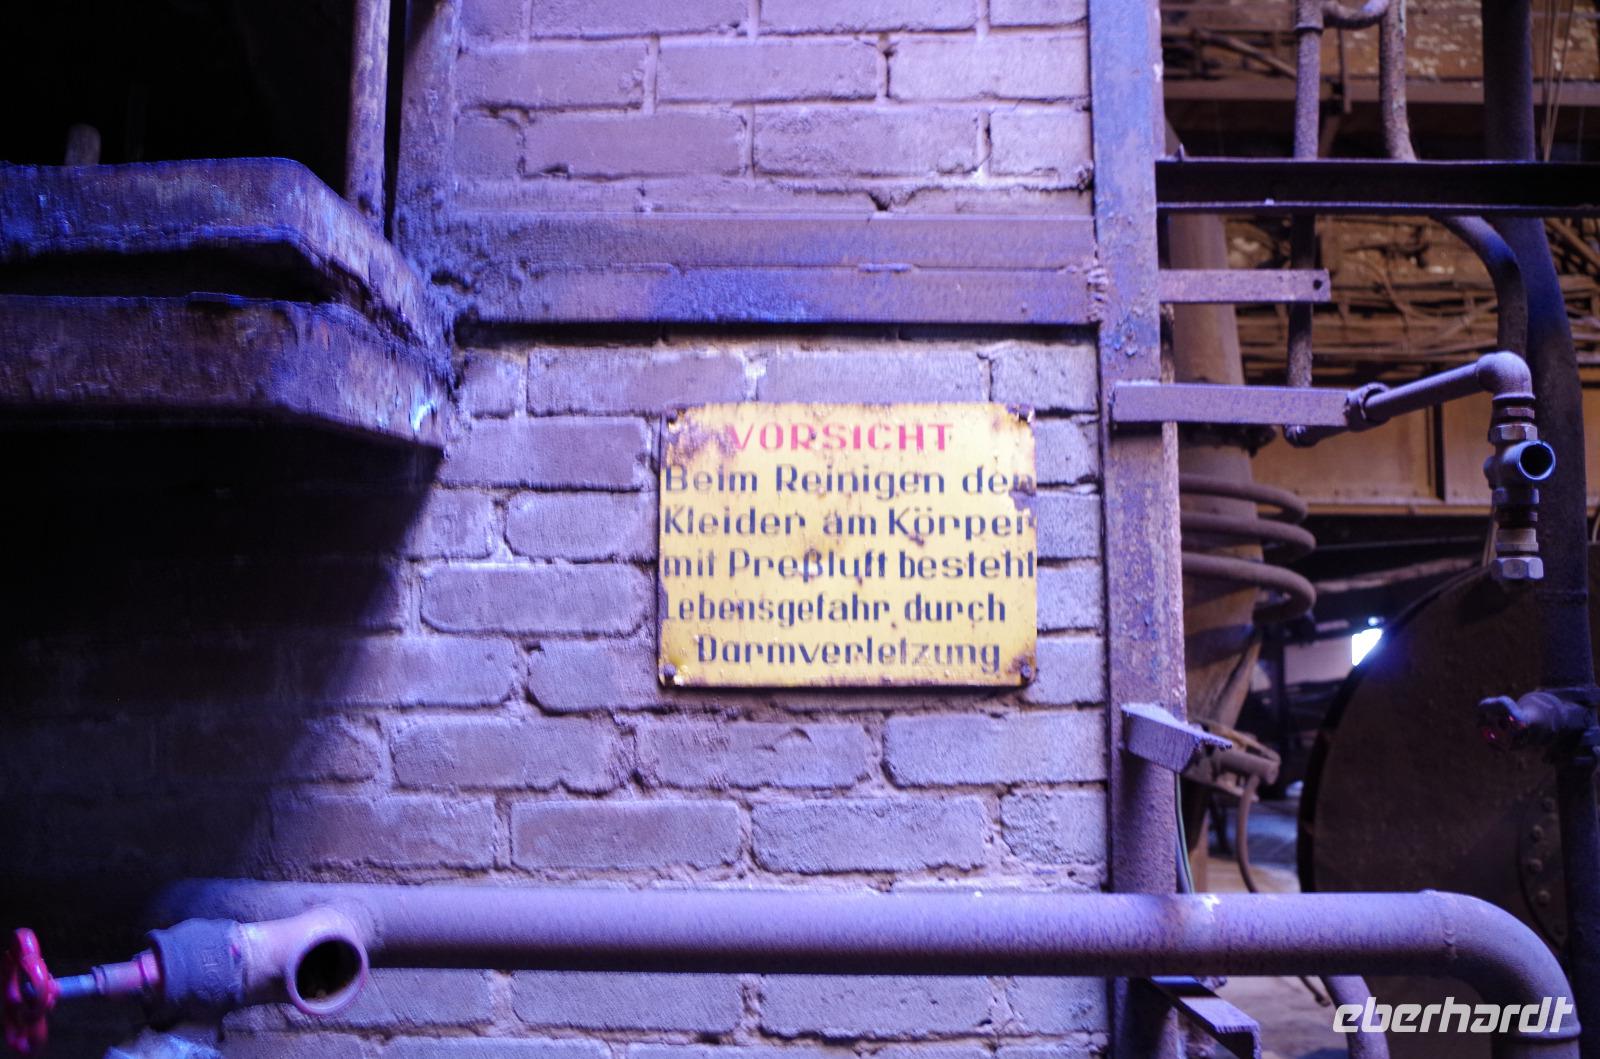 VORSICHT
Beim Reinigen der
Kleider am Körper
mit Preßluft besteht
Lebensgefahr durch
Darmverletzung
eberhardt